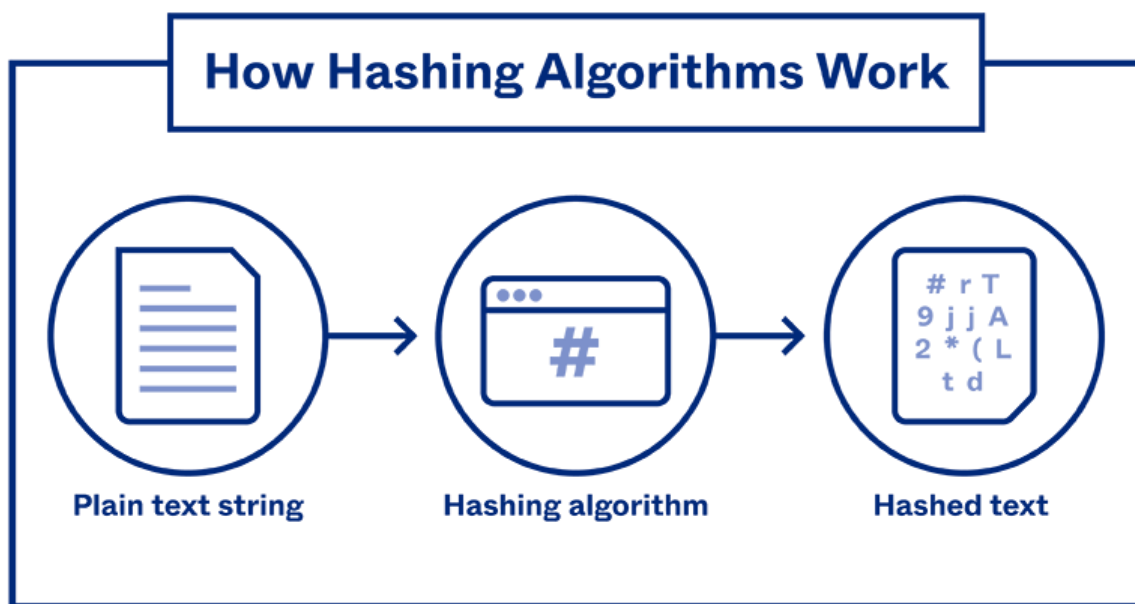 How Hashing Algorithms Work
#
# r T
9 j j A
2 * ( L
t d
Plain text string
Hashing algorithm
Hashed text